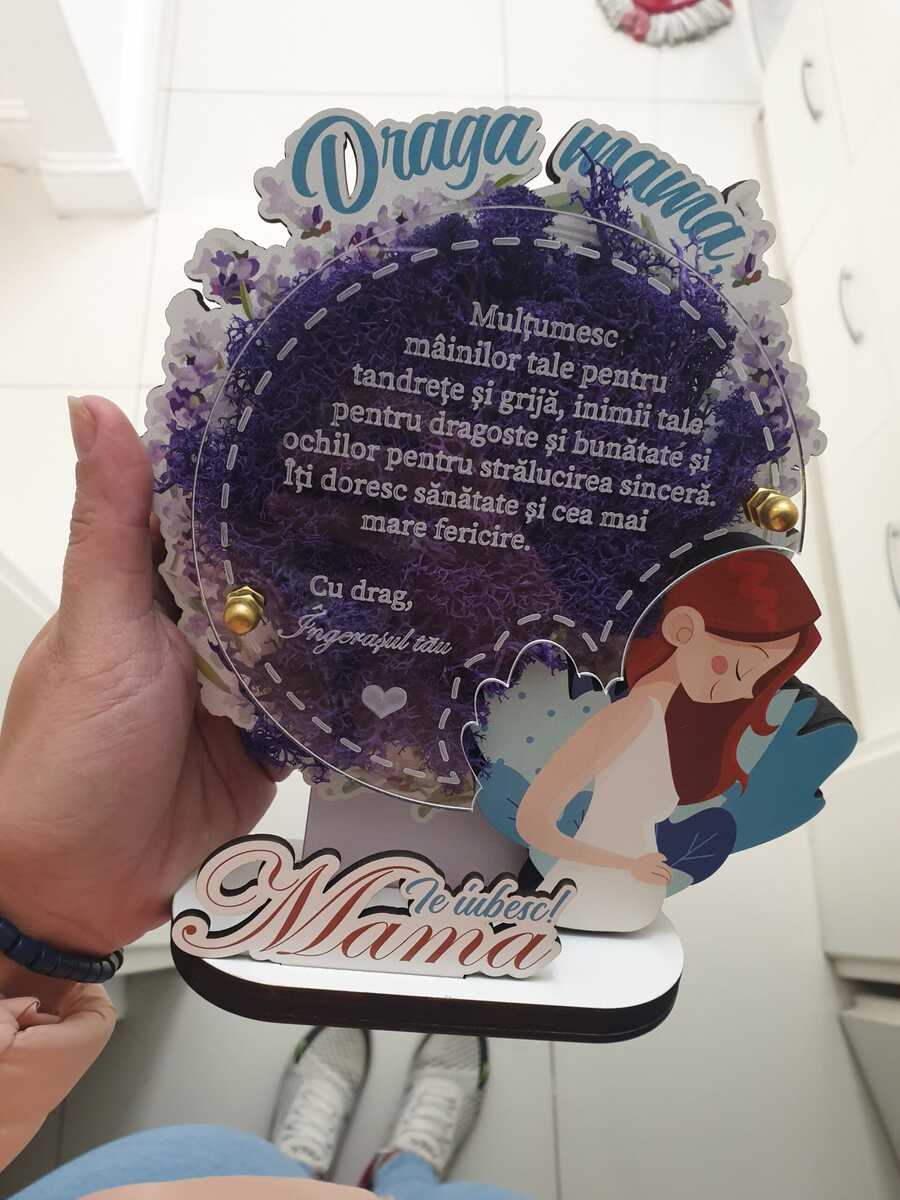 Draga mama,
Mulțumesc
mâinilor tale pentru
tandrețe și grijă, inimii tale
pentru dragoste și bunătate și
ochilor pentru strălucirea sinceră.
Îți doresc sănătate și cea mai
mare fericire.
Cu drag,
Îngerașul tău
Te iubesc!
Mama